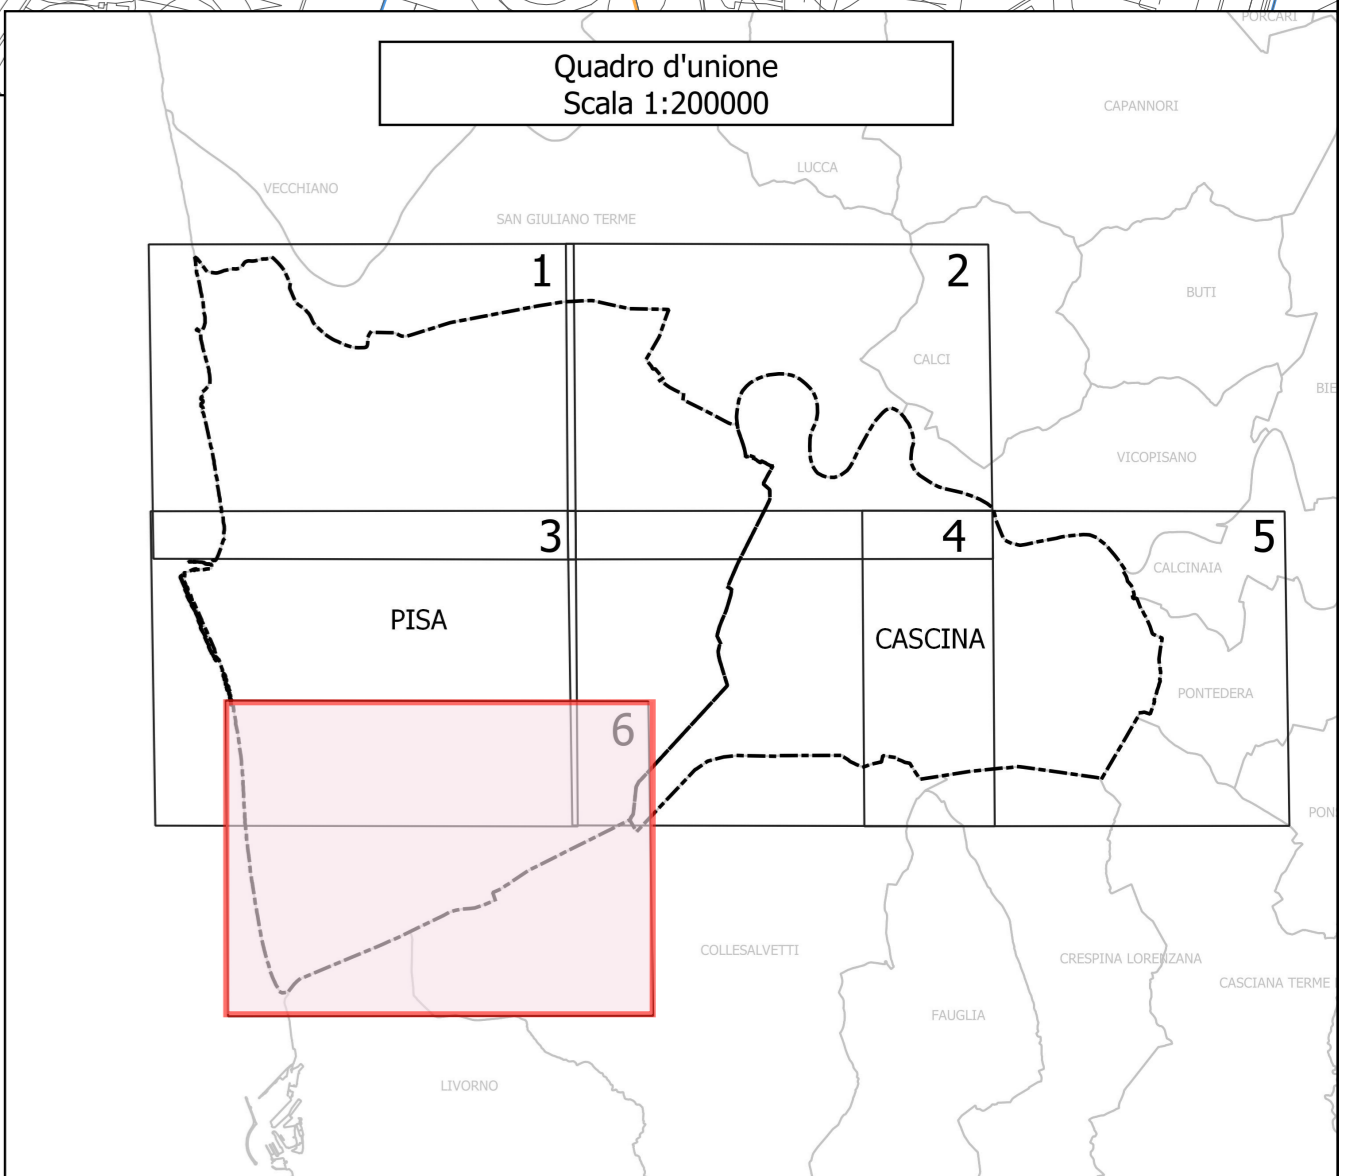 PORCARI
Quadro d'unione
Scala 1:200000
CAPANNORI
LUCCA
VECCHIANO
SAN GIULIANO TERME
1
2
BUTI
CALCI
BIE
VICOPISANO
3
4
5
CALCINAIA
PISA
CASCINA
PONTEDERA
6
PON
COLLESALVETTI
CRESPINA LORENZANA
CASCIANA TERME
FAUGLIA
LIVORNO